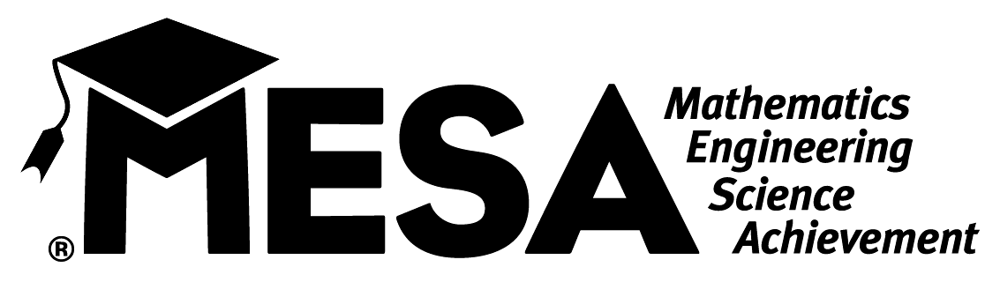 MESA
Mathematics
Engineering
Science
Achievement
®